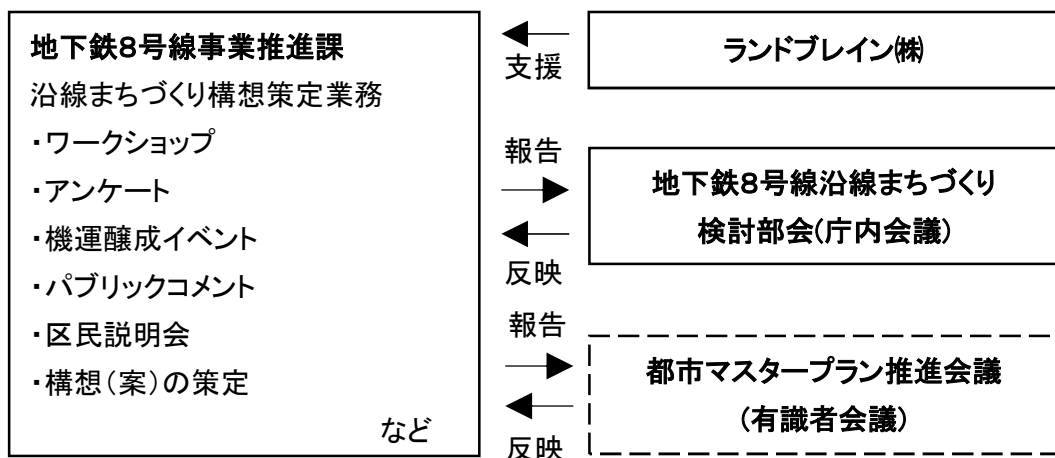 地下鉄8号線事業推進課
沿線まちづくり構想策定業務
・ワークショップ
・アンケート
・機運醸成イベント
・パブリックコメント
・区民説明会
・構想(案)の策定
など
支援
ランドブレイン㈱
報告
反映
地下鉄8号線沿線まちづくり
検討部会(庁内会議)
報告
反映
都市マスタープラン推進会議
(有識者会議)